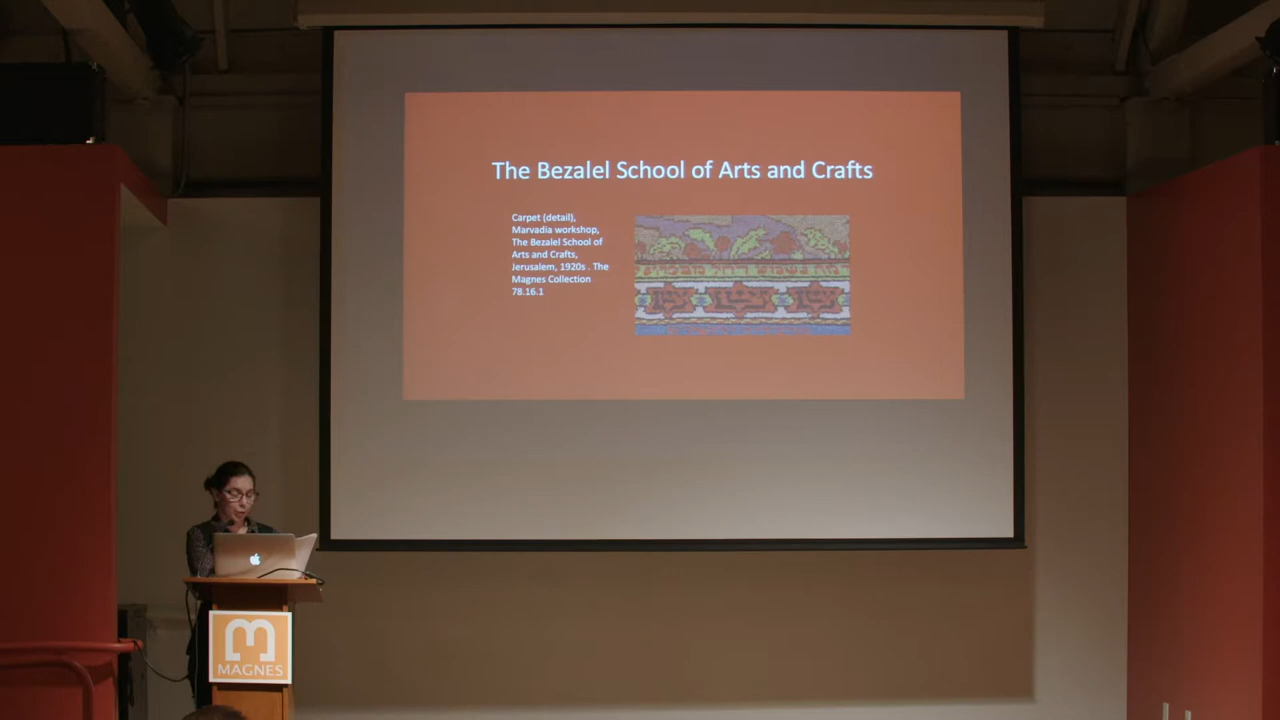 The Bezalel School of Arts and Crafts
Carpet (detail),
Marvadia workshop,
The Bezalel School of
Arts and Crafts,
Jerusalem, 1920s . The
Magnes Collection
78.16.1
MAGNES